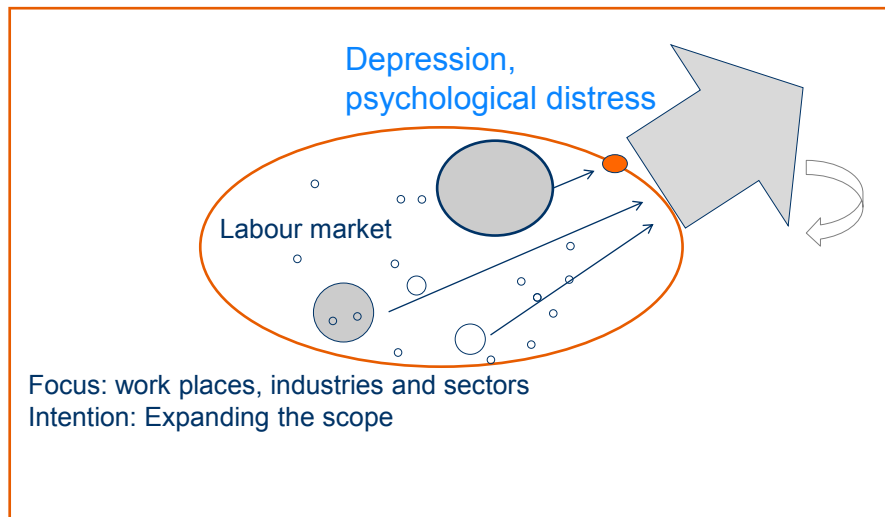 Depression,
psychological distress
Labour market
Focus: work places, industries and sectors
Intention: Expanding the scope